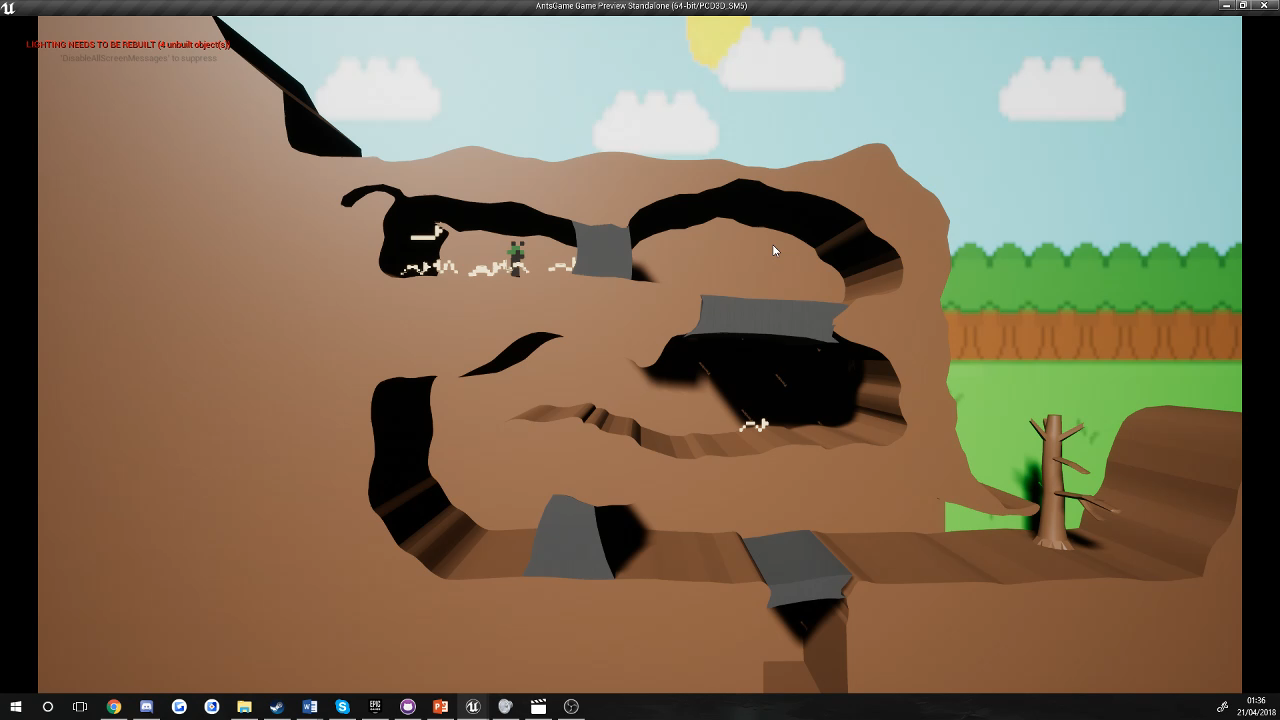 AntsGame Game Preview Standalone (64-bit/PCD3D_SM5)
LIGHTING NEEDS TO BE REBUILT (4 unbuilt object(s))
'DisableAllScreenMessages' to suppress
EPIC
01:36
21/04/2018